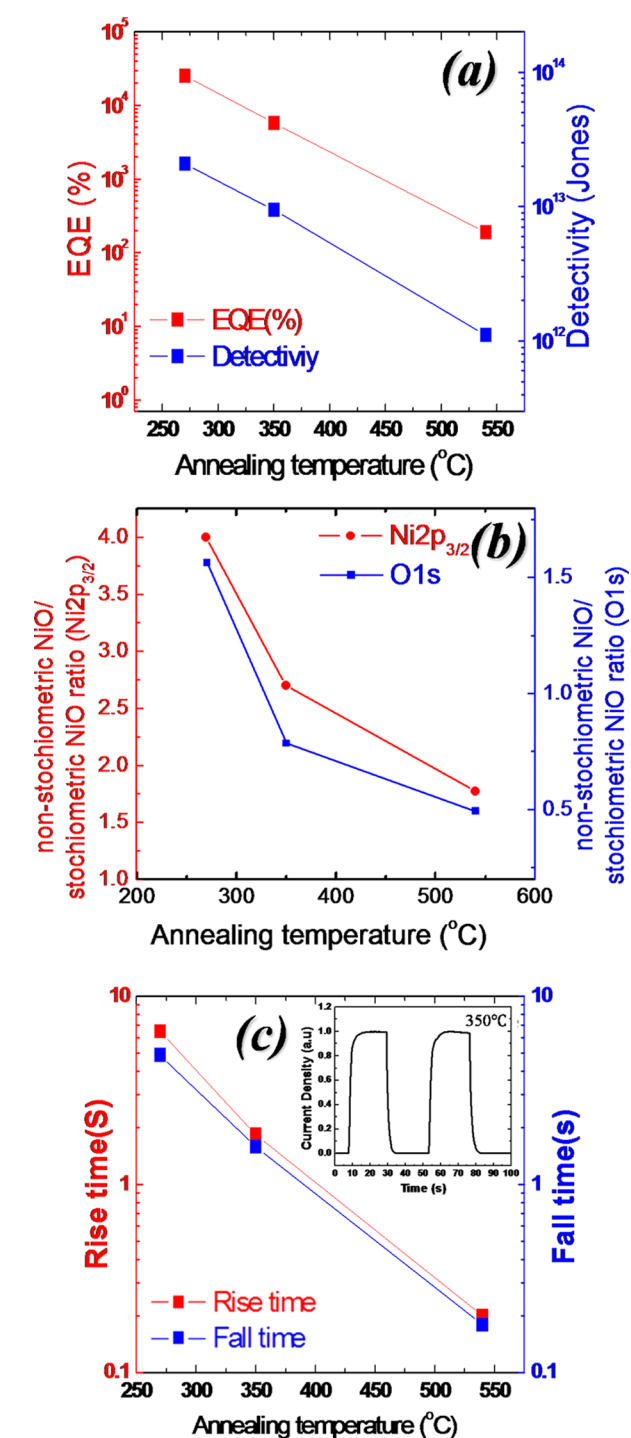 (a)
10⁵
10⁴
10³
10²
10¹
10⁰
EQE (%)
10¹⁴
10¹³
10¹²
Detectivity (Jones)
EQE(%)
Detectiviy
250 300 350 400 450 500 550
Annealing temperature (°C)
(b)
Ni2p3/2
O1s
4.0
3.5
3.0
2.5
2.0
1.5
1.0
non-stochiometric NiO/
stochiometric NiO ratio (Ni2p3/2)
1.5
1.0
0.5
non-stochiometric NiO/
stochiometric NiO ratio (O1s)
200 300 400 500 600
Annealing temperature (°C)
(c)
10
1
0.1
Rise time(S)
10
1
0.1
Fall time(s)
350℃
1.2
1.0
0.8
0.6
0.4
0.2
0.0
Current Density (a.u)
0 10 20 30 40 50 60 70 80 90 100
Time (s)
Rise time
Fall time
250 300 350 400 450 500 550
Annealing temperature (°C)